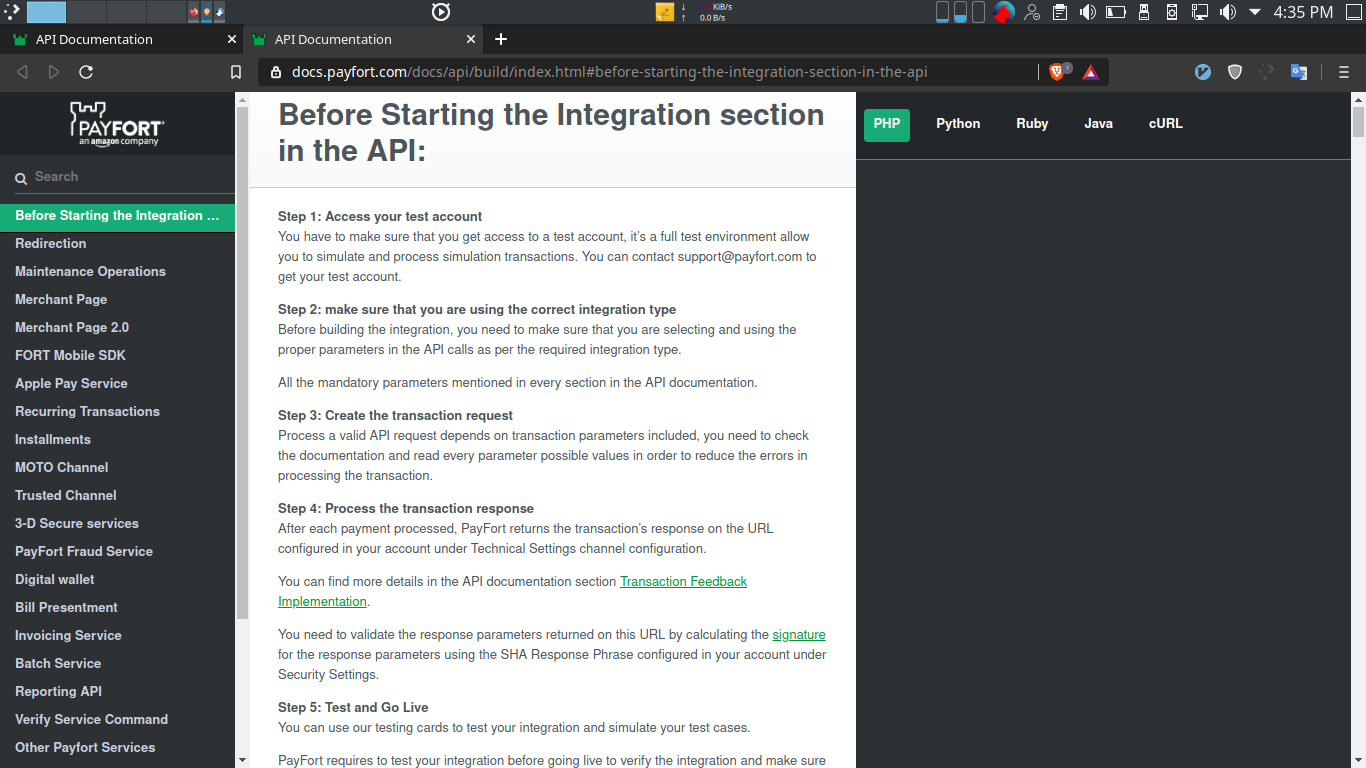 KiB/s
0.0 B/s
4:35 PM
API Documentation
API Documentation
docs.payfort.com/docs/api/build/index.html#before-starting-the-integration-section-in-the-api
1
PAYFORT
an amazon company
Search
Before Starting the Integration ...
Redirection
Maintenance Operations
Merchant Page
Merchant Page 2.0
FORT Mobile SDK
Apple Pay Service
Recurring Transactions
Installments
MOTO Channel
Trusted Channel
3-D Secure services
PayFort Fraud Service
Digital wallet
Bill Presentment
Invoicing Service
Batch Service
Reporting API
Verify Service Command
Other Payfort Services
Before Starting the Integration section
in the API:
Step 1: Access your test account
You have to make sure that you get access to a test account, it's a full test environment allow
you to simulate and process simulation transactions. You can contact support@payfort.com to
get your test account.
Step 2: make sure that you are using the correct integration type
Before building the integration, you need to make sure that you are selecting and using the
proper parameters in the API calls as per the required integration type.
All the mandatory parameters mentioned in every section in the API documentation.
Step 3: Create the transaction request
Process a valid API request depends on transaction parameters included, you need to check
the documentation and read every parameter possible values in order to reduce the errors in
processing the transaction.
Step 4: Process the transaction response
After each payment processed, PayFort returns the transaction's response on the URL
configured in your account under Technical Settings channel configuration.
You can find more details in the API documentation section Transaction Feedback
Implementation.
You need to validate the response parameters returned on this URL by calculating the signature
for the response parameters using the SHA Response Phrase configured in your account under
Security Settings.
Step 5: Test and Go Live
You can use our testing cards to test your integration and simulate your test cases.
PayFort requires to test your integration before going live to verify the integration and make sure
PHP
Python
Ruby
Java
cURL